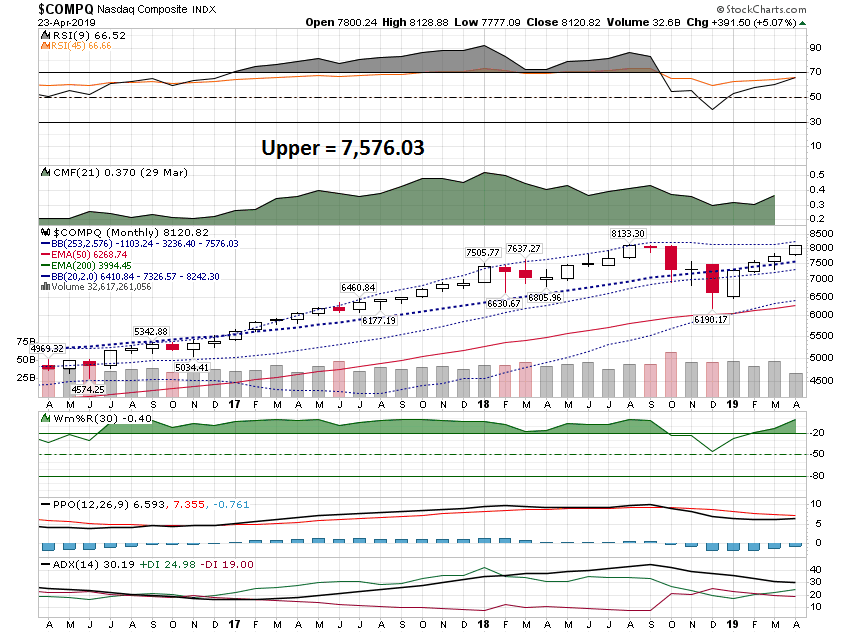 $COMPQ Nasdaq Composite INDX
© StockCharts.com
23-Apr-2019
Open 7800.24 High 8128.88 Low 7777.09 Close 8120.82 Volume 32.6B Chg +391.50 (+5.07%)
RSI(9) 66.52
RSI(45) 66.66
90
70
50
30
10
Upper = 7,576.03
CMF(21) 0.370 (29 Mar)
0.5
0.4
0.3
0.2
$COMPQ (Monthly) 8120.82
BB(253,2.576) -1103.24 - 3236.40 - 7576.03
EMA(50) 6268.74
EMA(200) 3994.45
BB(20,2.0) 6410.84 - 7326.57 - 8242.30
Volume 32,617,261,056
8500
8000
7500
7000
6500
6000
5500
5000
4500
75B
50B
25B
4969.32
4574.25
5342.88
5034.41
6460.84
6177.19
7505.77
6630.67
7637.27
6805.96
8133.30
6190.17
A M J J A S O N D 17 F M A M J J A S O N D 18 F M A M J J A S O N D 19 F M A
Wm%R(30) -0.40
-20
-50
-80
PPO(12,26,9) 6.593, 7.355, -0.761
10
5
0
ADX(14) 30.19 +DI 24.98 -DI 19.00
40
30
20
10
A M J J A S O N D 17 F M A M J J A S O N D 18 F M A M J J A S O N D 19 F M A